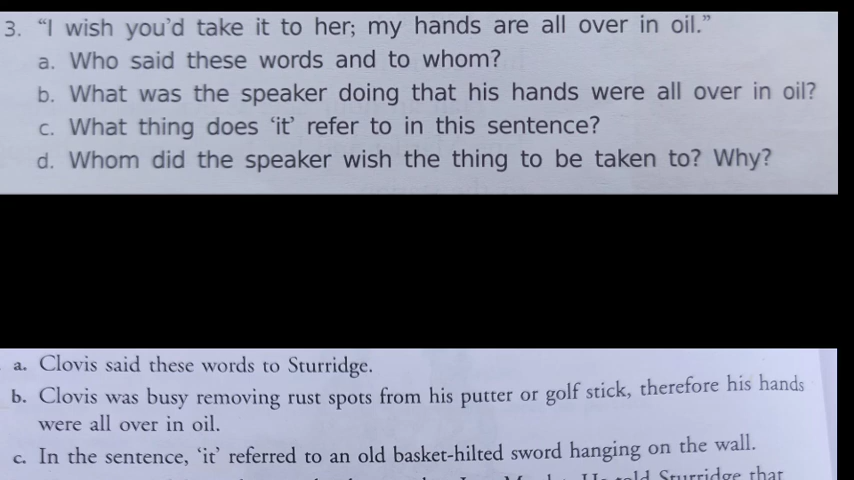 3. “I wish you’d take it to her; my hands are all over in oil.”
a. Who said these words and to whom?
b. What was the speaker doing that his hands were all over in oil?
c. What thing does ‘it’ refer to in this sentence?
d. Whom did the speaker wish the thing to be taken to? Why?
a. Clovis said these words to Sturridge.
b. Clovis was busy removing rust spots from his putter or golf stick, therefore his hands
were all over in oil.
c. In the sentence, ‘it’ referred to an old basket-hilted sword hanging on the wall.
Sturridge that